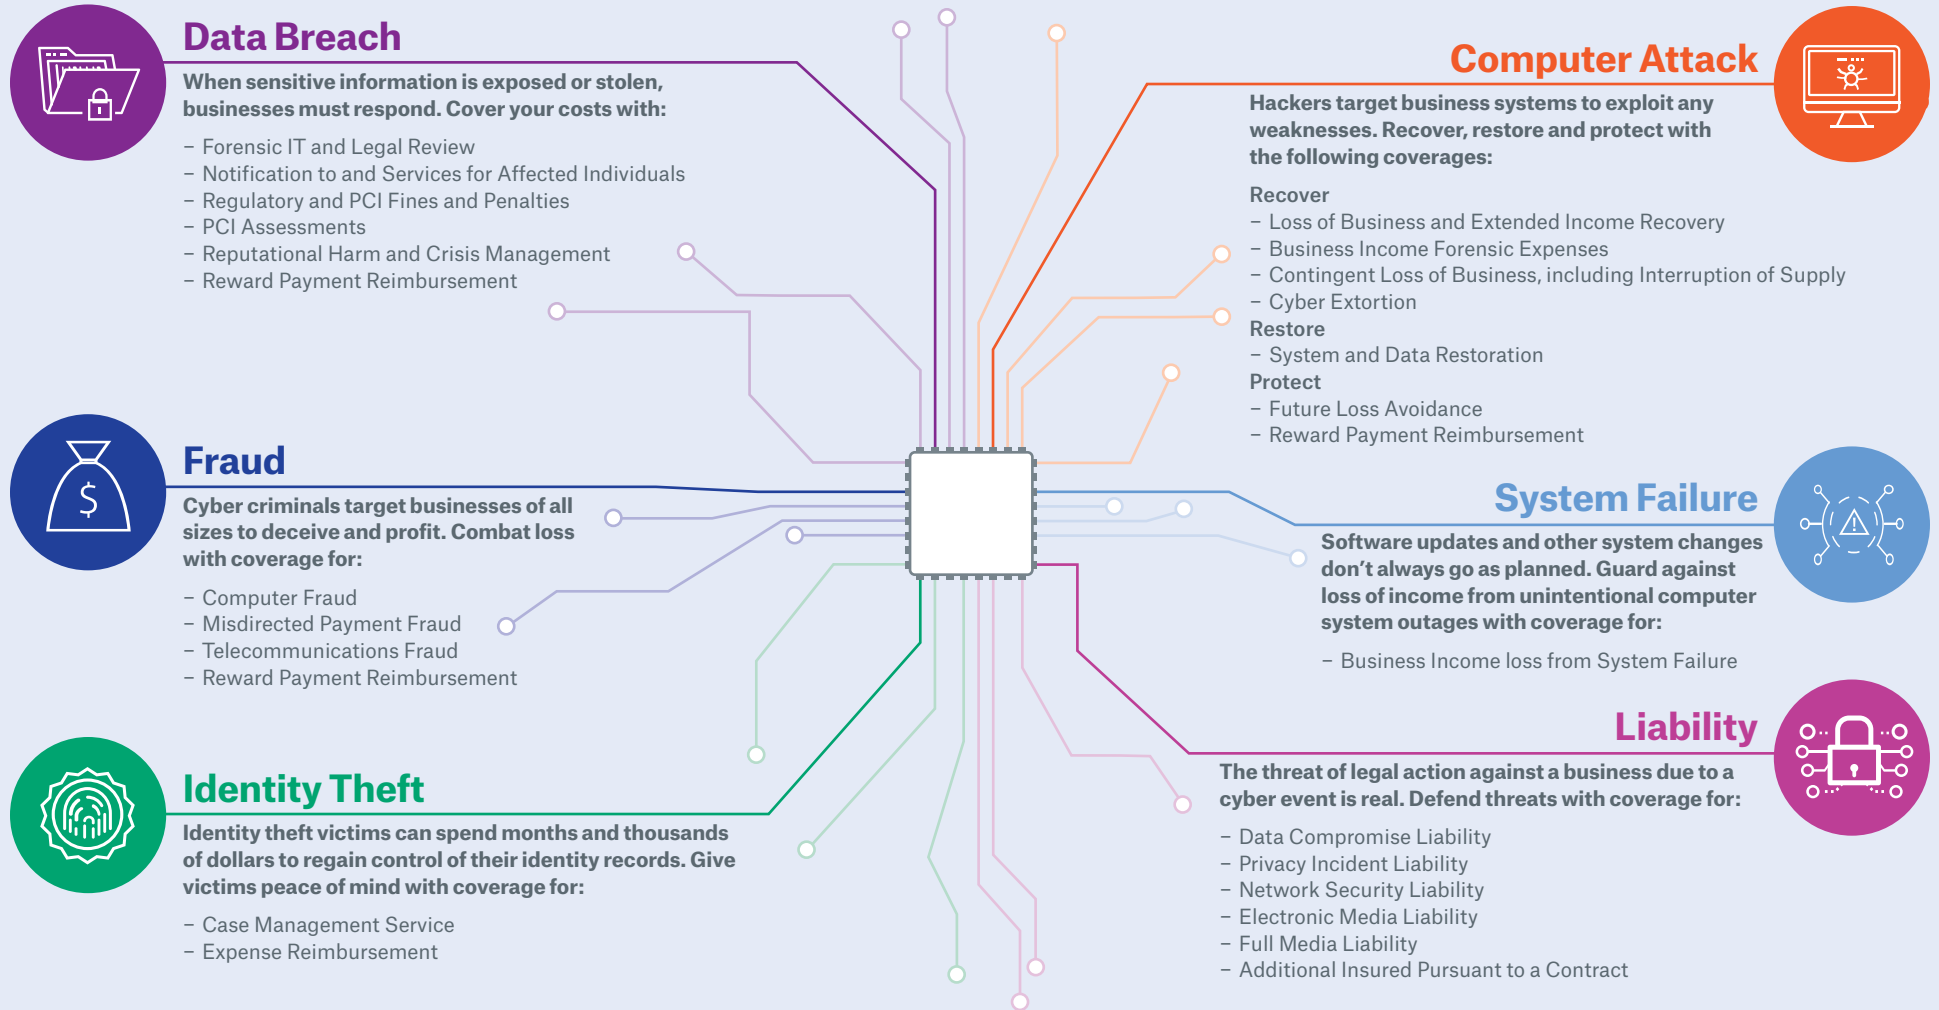 Data Breach
When sensitive information is exposed or stolen,
businesses must respond. Cover your costs with:
– Forensic IT and Legal Review
– Notification to and Services for Affected Individuals
– Regulatory and PCI Fines and Penalties
– PCI Assessments
– Reputational Harm and Crisis Management
– Reward Payment Reimbursement
Fraud
Cyber criminals target businesses of all
sizes to deceive and profit. Combat loss
with coverage for:
– Computer Fraud
– Misdirected Payment Fraud
– Telecommunications Fraud
– Reward Payment Reimbursement
Identity Theft
Identity theft victims can spend months and thousands
of dollars to regain control of their identity records. Give
victims peace of mind with coverage for:
– Case Management Service
– Expense Reimbursement
Computer Attack
Hackers target business systems to exploit any
weaknesses. Recover, restore and protect with
the following coverages:
Recover
– Loss of Business and Extended Income Recovery
– Business Income Forensic Expenses
– Contingent Loss of Business, including Interruption of Supply
– Cyber Extortion
Restore
– System and Data Restoration
Protect
– Future Loss Avoidance
– Reward Payment Reimbursement
System Failure
Software updates and other system changes
don’t always go as planned. Guard against
loss of income from unintentional computer
system outages with coverage for:
– Business Income loss from System Failure
Liability
The threat of legal action against a business due to a
cyber event is real. Defend threats with coverage for:
– Data Compromise Liability
– Privacy Incident Liability
– Network Security Liability
– Electronic Media Liability
– Full Media Liability
– Additional Insured Pursuant to a Contract